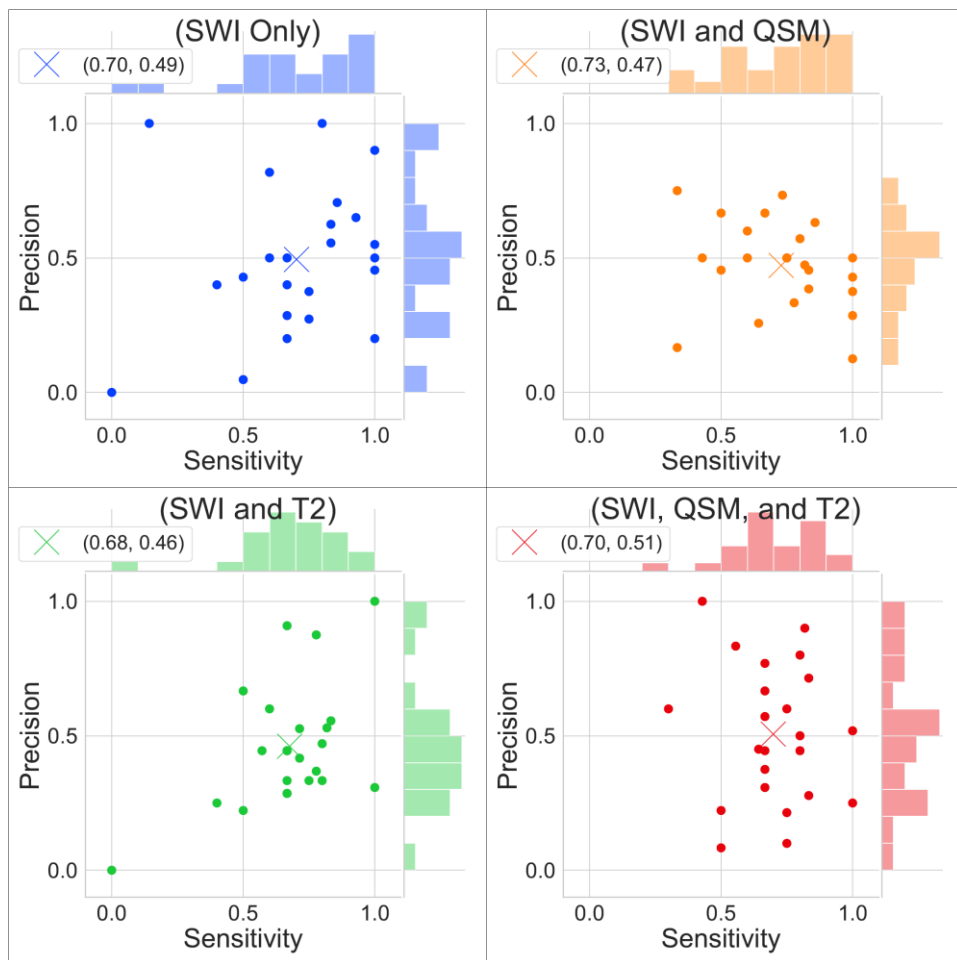 (SWI Only)
(0.70, 0.49)
1.0
0.5
0.0
Precision
0.0 0.5 1.0
Sensitivity
(SWI and QSM)
(0.73, 0.47)
1.0
0.5
0.0
Precision
0.0 0.5 1.0
Sensitivity
(SWI and T2)
(0.68, 0.46)
1.0
0.5
0.0
Precision
0.0 0.5 1.0
Sensitivity
(SWI, QSM, and T2)
(0.70, 0.51)
1.0
0.5
0.0
Precision
0.0 0.5 1.0
Sensitivity